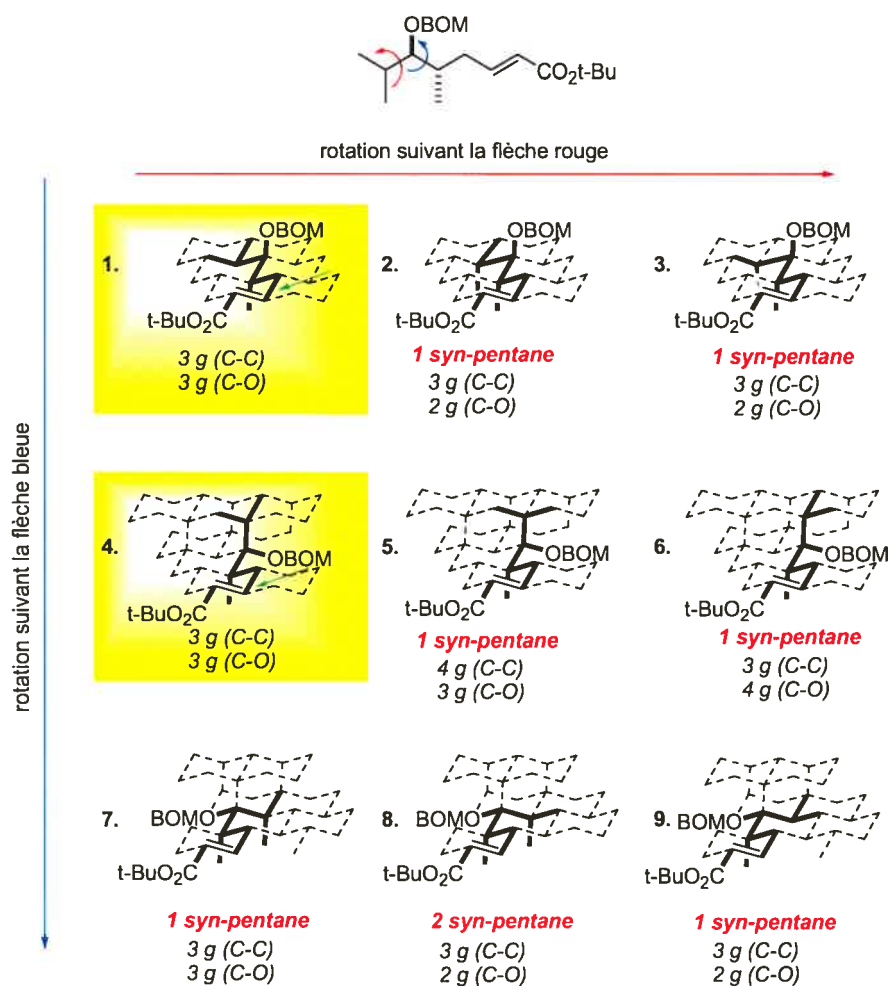 OBOM
CO2t-Bu
rotation suivant la flèche rouge
rotation suivant la flèche bleue
1.
OBOM
t-BuO2C
3 g (C-C)
3 g (C-O)
2.
OBOM
t-BuO2C
1 syn-pentane
3 g (C-C)
2 g (C-O)
3.
OBOM
t-BuO2C
1 syn-pentane
3 g (C-C)
2 g (C-O)
4.
OBOM
t-BuO2C
3 g (C-C)
3 g (C-O)
5.
OBOM
t-BuO2C
1 syn-pentane
4 g (C-C)
3 g (C-O)
6.
OBOM
t-BuO2C
1 syn-pentane
3 g (C-C)
4 g (C-O)
7.
BOMO
t-BuO2C
1 syn-pentane
3 g (C-C)
3 g (C-O)
8.
BOMO
t-BuO2C
2 syn-pentane
3 g (C-C)
2 g (C-O)
9.
BOMO
t-BuO2C
1 syn-pentane
3 g (C-C)
2 g (C-O)